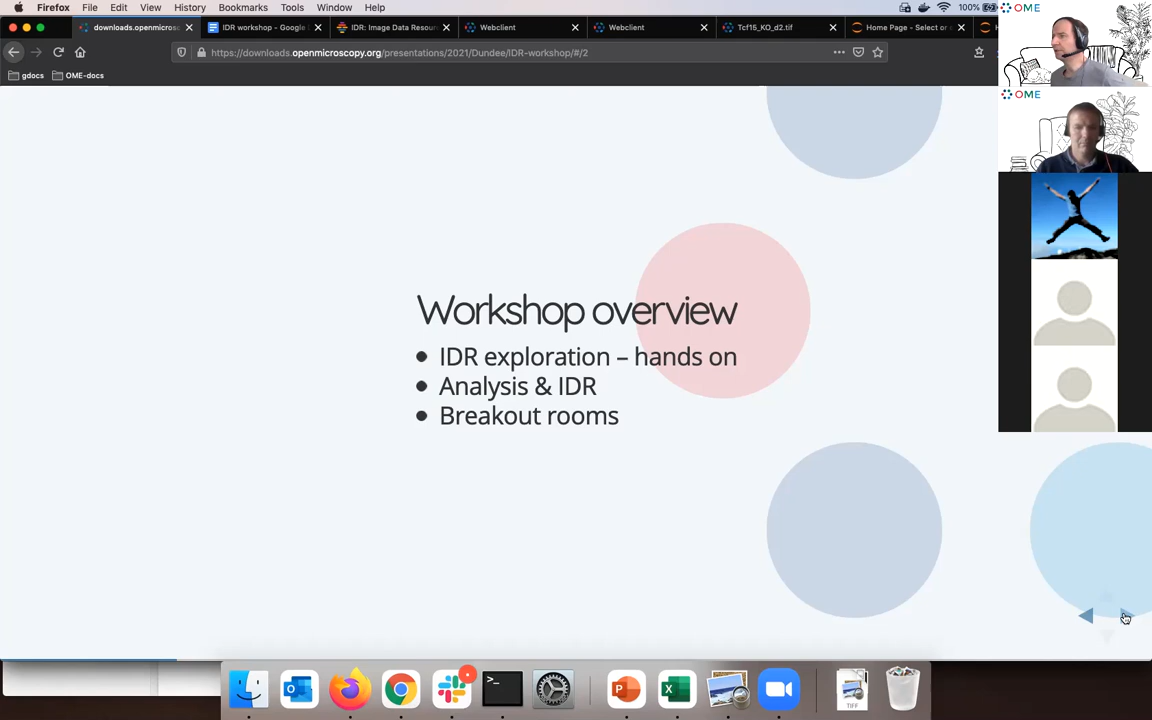 Firefox File Edit View History Bookmarks Tools Window Help 100%
OME
downloads.openmicrosc
IDR workshop - Google
IDR: Image Data Resour
Webclient
Webclient
Tcf15_KO_d2.tif
Home Page - Select or
https://downloads.openmicroscopy.org/presentations/2021/Dundee/IDR-workshop/#/2
gdocs OME-docs
OME
Workshop overview
IDR exploration – hands on
Analysis & IDR
Breakout rooms
TIFF